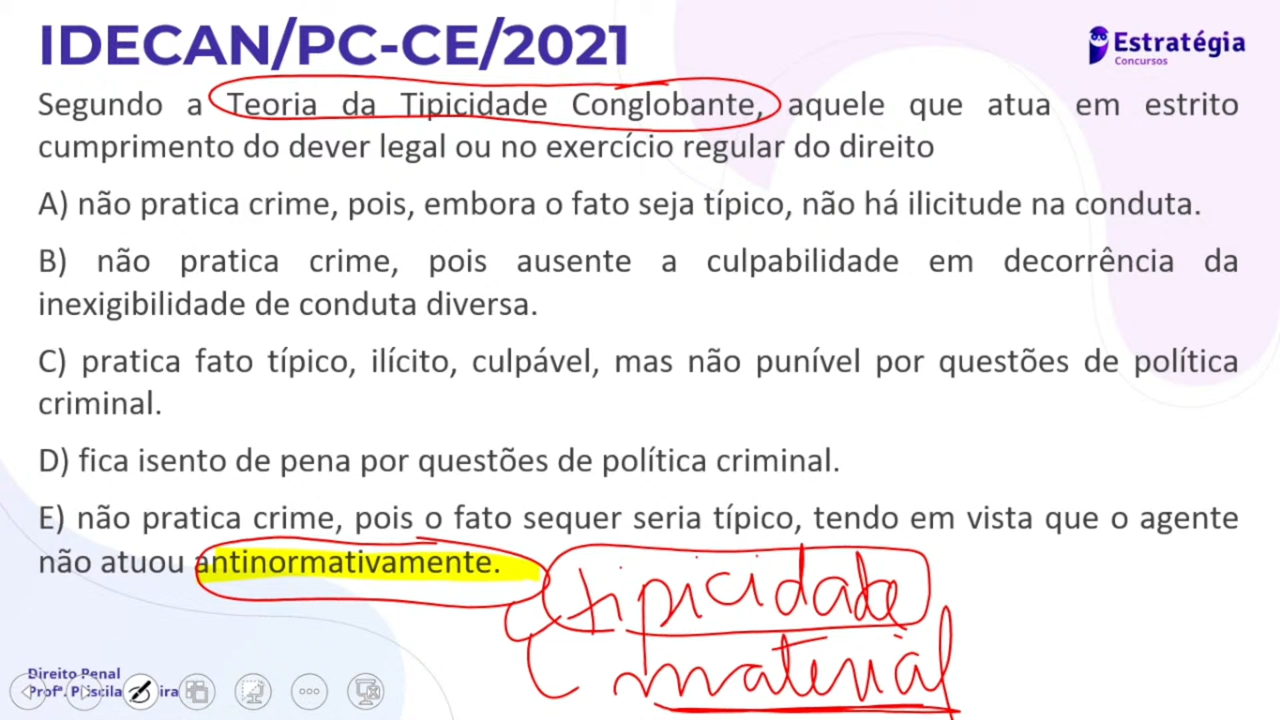 IDECAN/PC-CE/2021
Estratégia
Concursos
Segundo a Teoria da Tipicidade Conglobante, aquele que atua em estrito
cumprimento do dever legal ou no exercício regular do direito
A) não pratica crime, pois, embora o fato seja típico, não há ilicitude na conduta.
B) não pratica crime, pois ausente a culpabilidade em decorrência da
inexigibilidade de conduta diversa.
C) pratica fato típico, ilícito, culpável, mas não punível por questões de política
criminal.
D) fica isento de pena por questões de política criminal.
E) não pratica crime, pois o fato sequer seria típico, tendo em vista que o agente
não atuou antinormativamente.
tipicidade
material
Direito Penal
Profª. Priscila